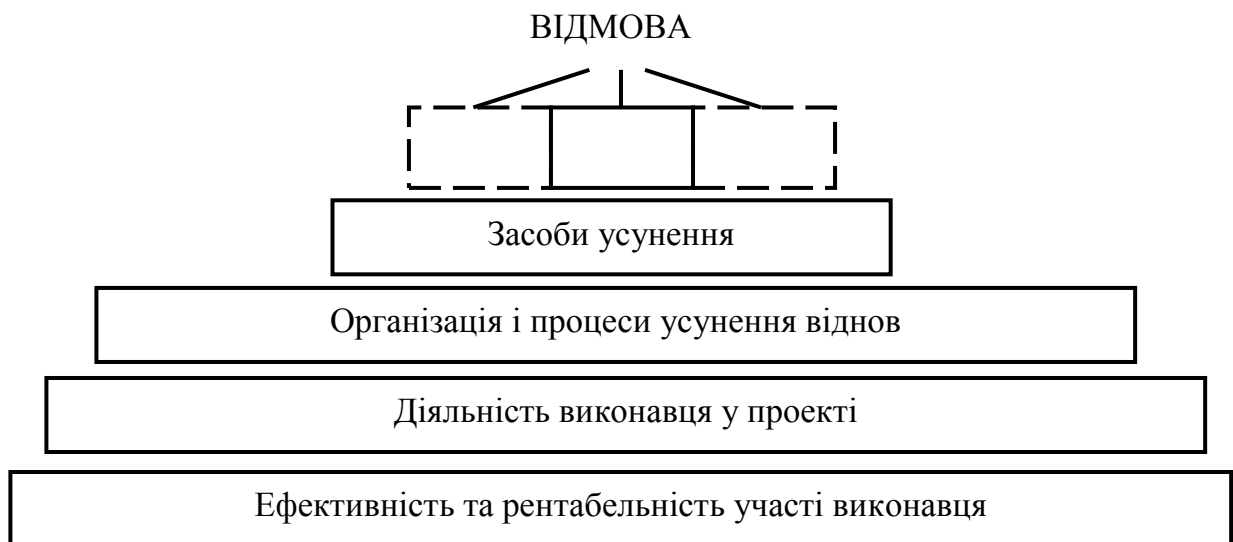 ВІДМОВА
Засоби усунення
Організація і процеси усунення віднов
Діяльність виконавця у проекті
Ефективність та рентабельність участі виконавця